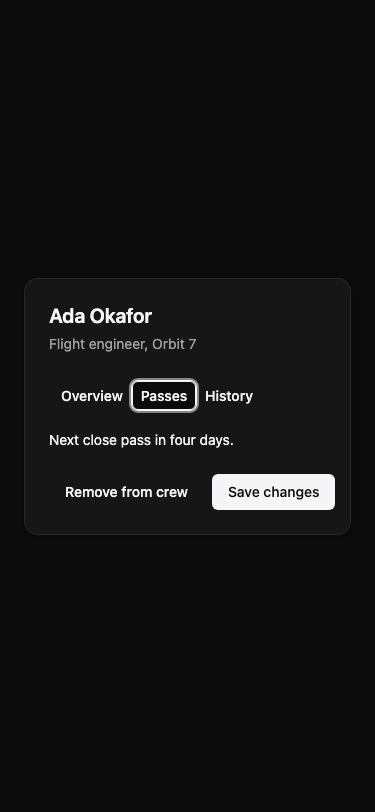 Ada Okafor
Flight engineer, Orbit 7
Overview Passes History
Next close pass in four days.
Remove from crew Save changes